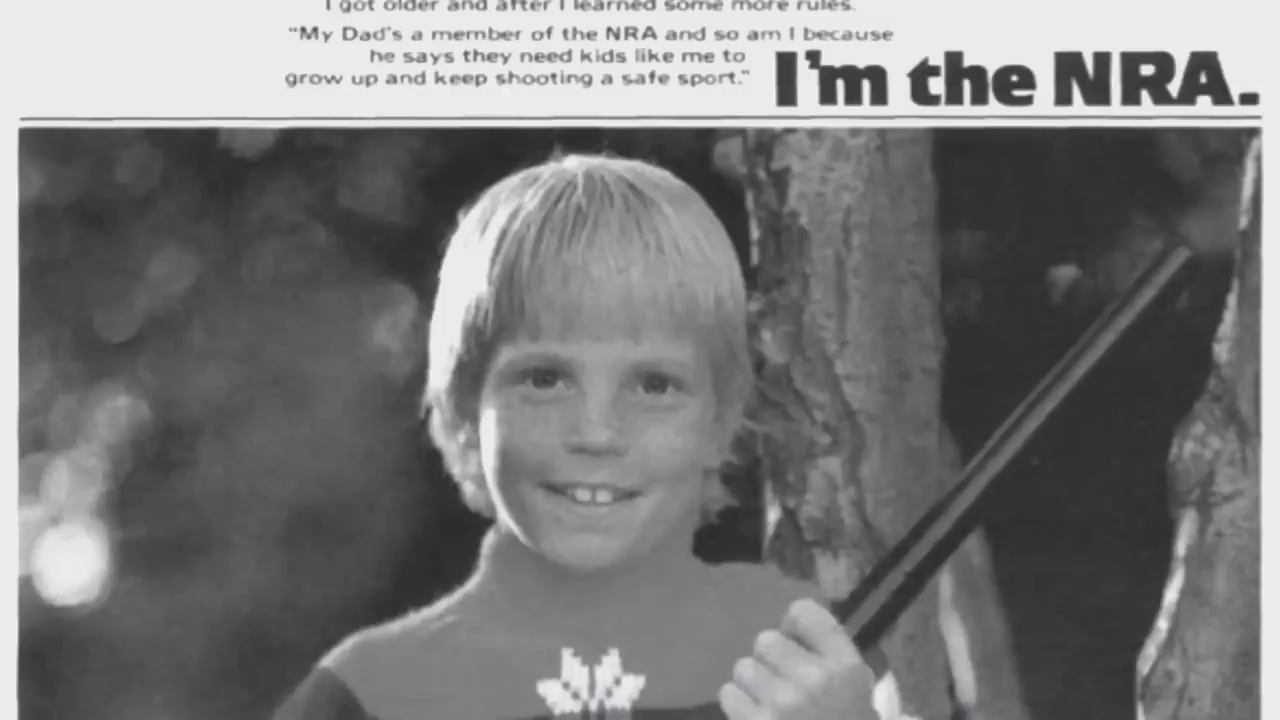 I got older and after I learned some more rules.
"My Dad's a member of the NRA and so am I because
he says they need kids like me to
grow up and keep shooting a safe sport."
I'm the NRA.